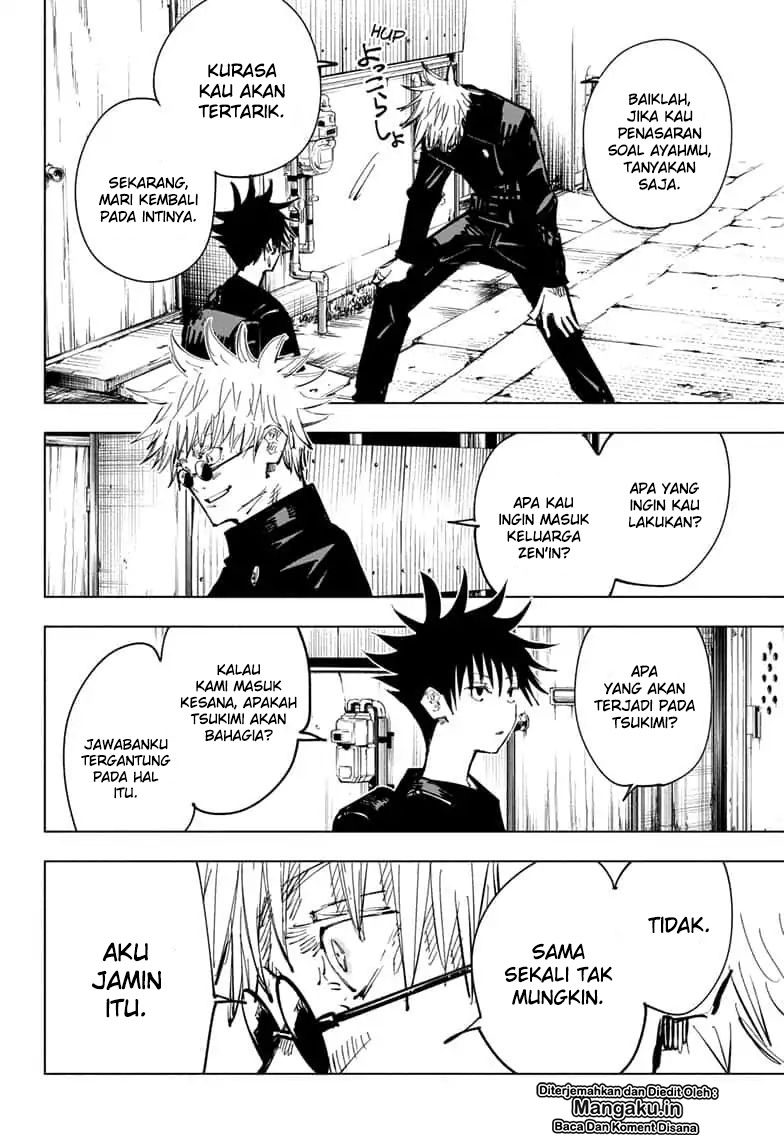 BAIKLAH,
JIKA KAU
PENASARAN
SOAL AYAHMU,
TANYAKAN
SAJA.
HUP
よっこらしょ
KURASA
KAU AKAN
TERTARIK.
SEKARANG,
MARI KEMBALI
PADA INTINYA.
APA YANG
INGIN KAU
LAKUKAN?
APA KAU
INGIN MASUK
KELUARGA
ZEN'IN?
APA
YANG AKAN
TERJADI PADA
TSUKIMI?
KALAU
KAMI MASUK
KESANA, APAKAH
TSUKIMI AKAN
BAHAGIA?
JAWABANKU
TERGANTUNG
PADA HAL
ITU.
TIDAK.
SAMA
SEKALI TAK
MUNGKIN.
AKU
JAMIN
ITU.
Diterjemahkan dan Diedit Oleh:
Mangaku.in
Baca Dan Koment Disana